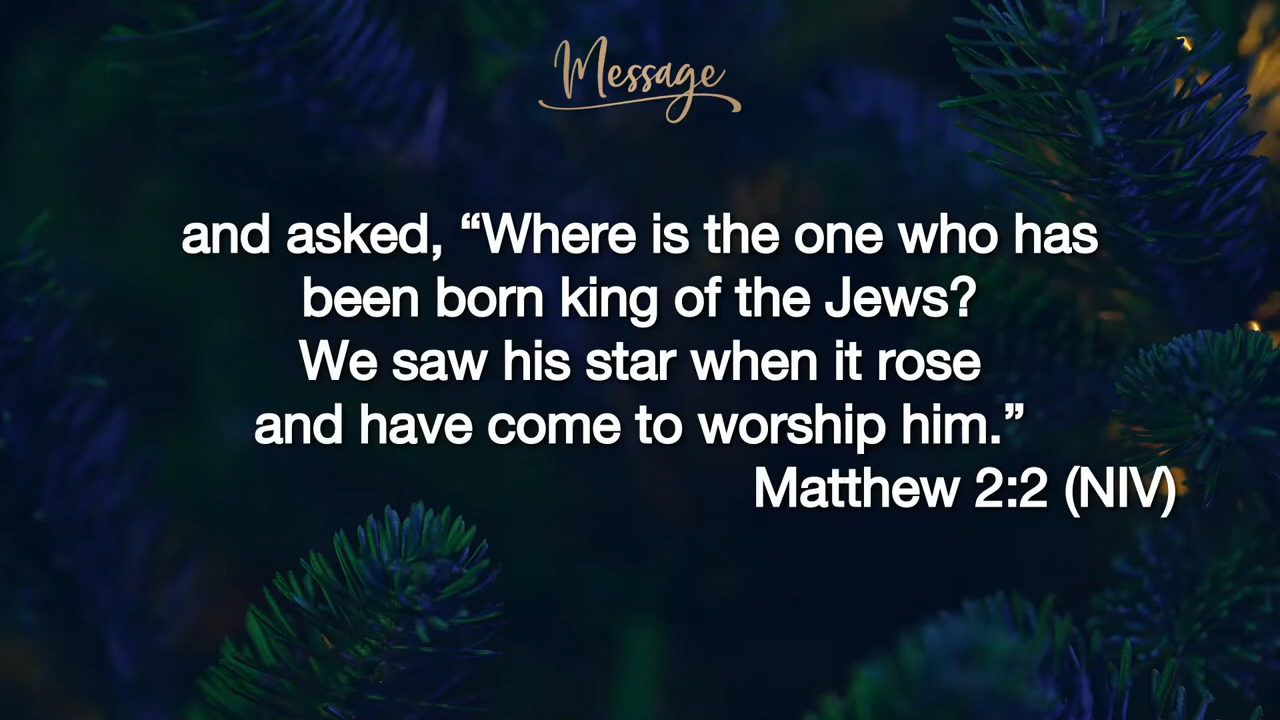 Message
and asked, “Where is the one who has
been born king of the Jews?
We saw his star when it rose
and have come to worship him.”
Matthew 2:2 (NIV)